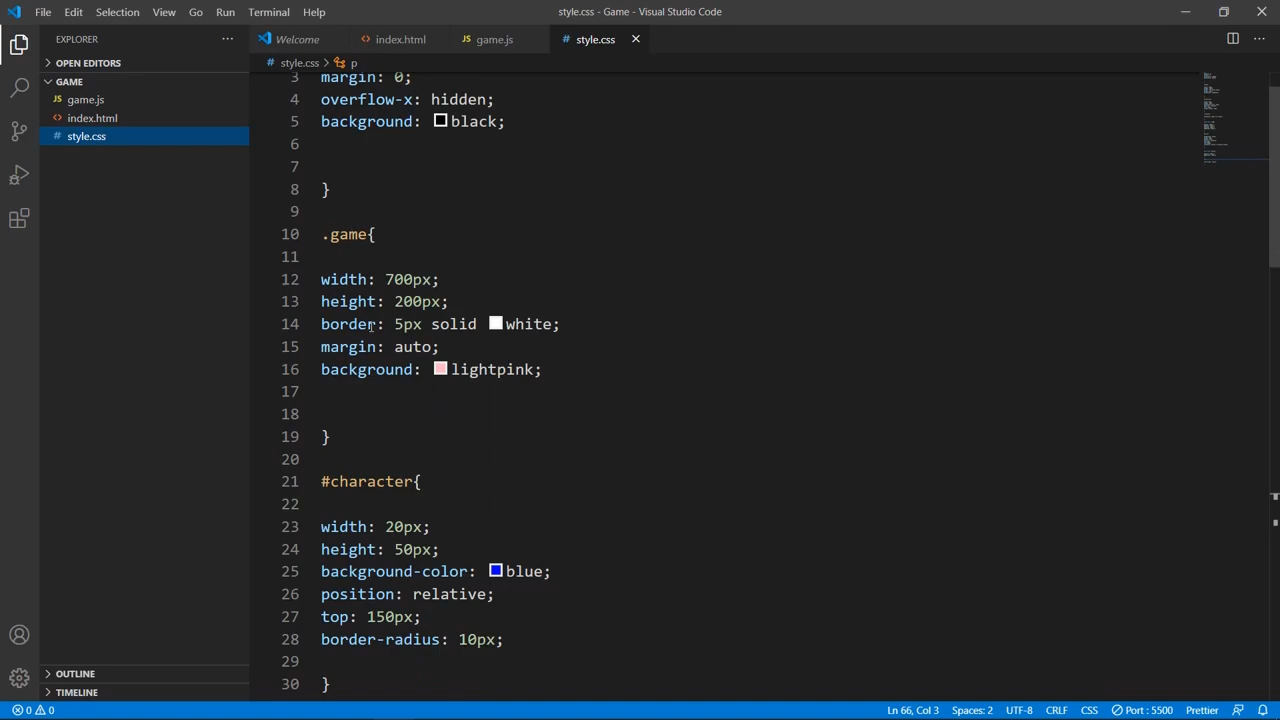 File Edit Selection View Go Run Terminal Help style.css - Game - Visual Studio Code
EXPLORER
Welcome index.html JS game.js # style.css
OPEN EDITORS
GAME
JS game.js
index.html
# style.css
OUTLINE
TIMELINE
style.css > p
3 margin: 0;
4 overflow-x: hidden;
5 background: black;
6
7
8 }
9
10 .game{
11
12 width: 700px;
13 height: 200px;
14 border: 5px solid white;
15 margin: auto;
16 background: lightpink;
17
18
19 }
20
21 #character{
22
23 width: 20px;
24 height: 50px;
25 background-color: blue;
26 position: relative;
27 top: 150px;
28 border-radius: 10px;
29
30 }
0 0 Ln 66, Col 3 Spaces: 2 UTF-8 CRLF CSS Port : 5500 Prettier